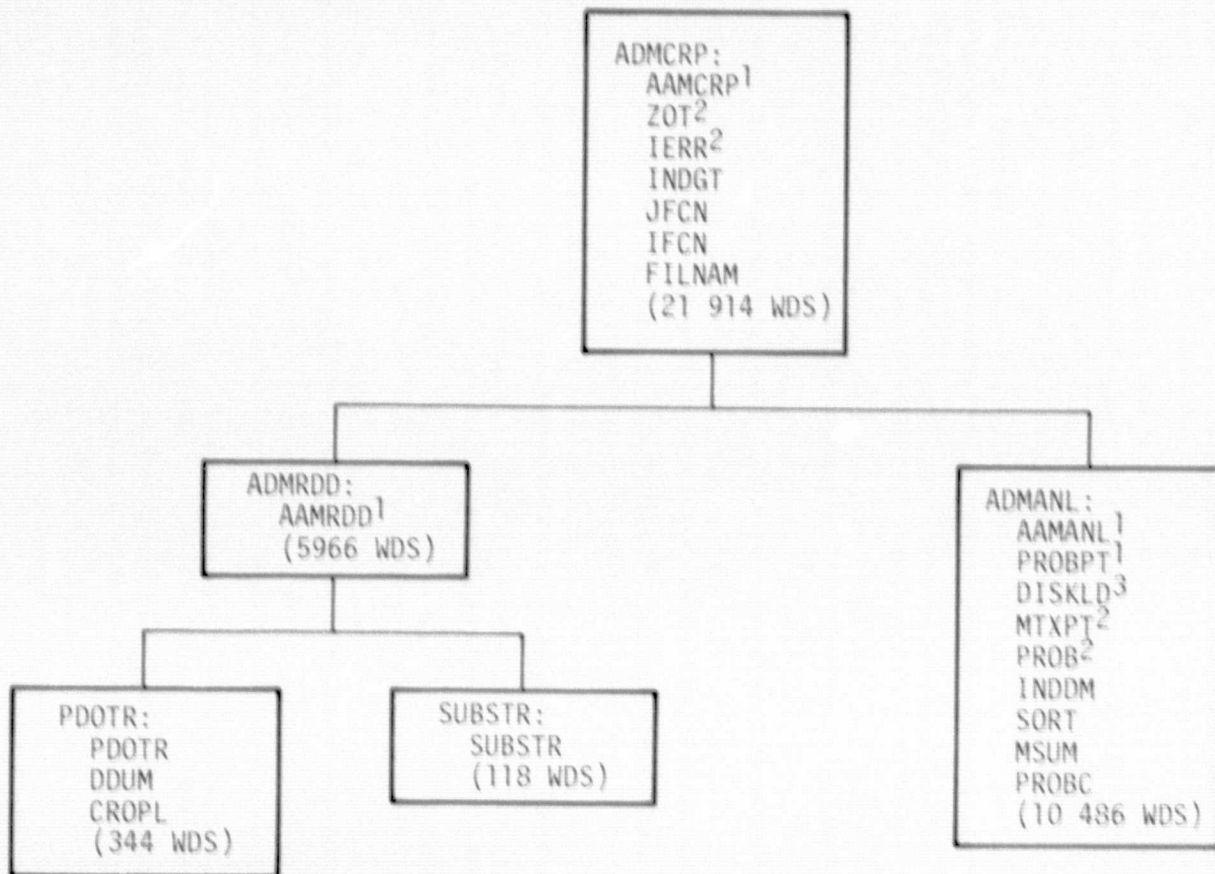 ADMCRP:
AAMCRP1
ZOT2
IERR2
INDGT
JFCN
IFCN
FILNAM
(21 914 WDS)
ADMRDD:
AAMRDD1
(5966 WDS)
ADMANL:
AAMANL1
PROBPT1
DISKLD3
MTXPT2
PROB2
INDDM
SORT
MSUM
PROBC
(10 486 WDS)
PDOTR:
PDOTR
DDUM
CROPL
(344 WDS)
SUBSTR:
SUBSTR
(118 WDS)